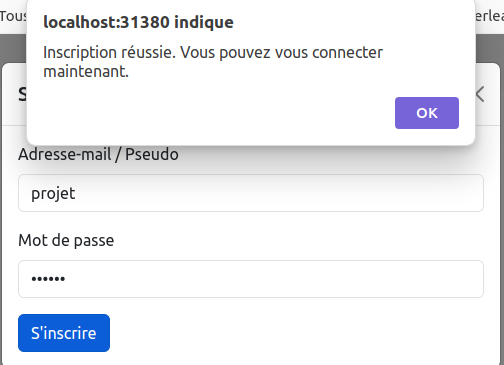 Tous
localhost:31380 indique
Inscription réussie. Vous pouvez vous connecter
maintenant.
OK
Adresse-mail / Pseudo
projet
Mot de passe
••••••
S'inscrire